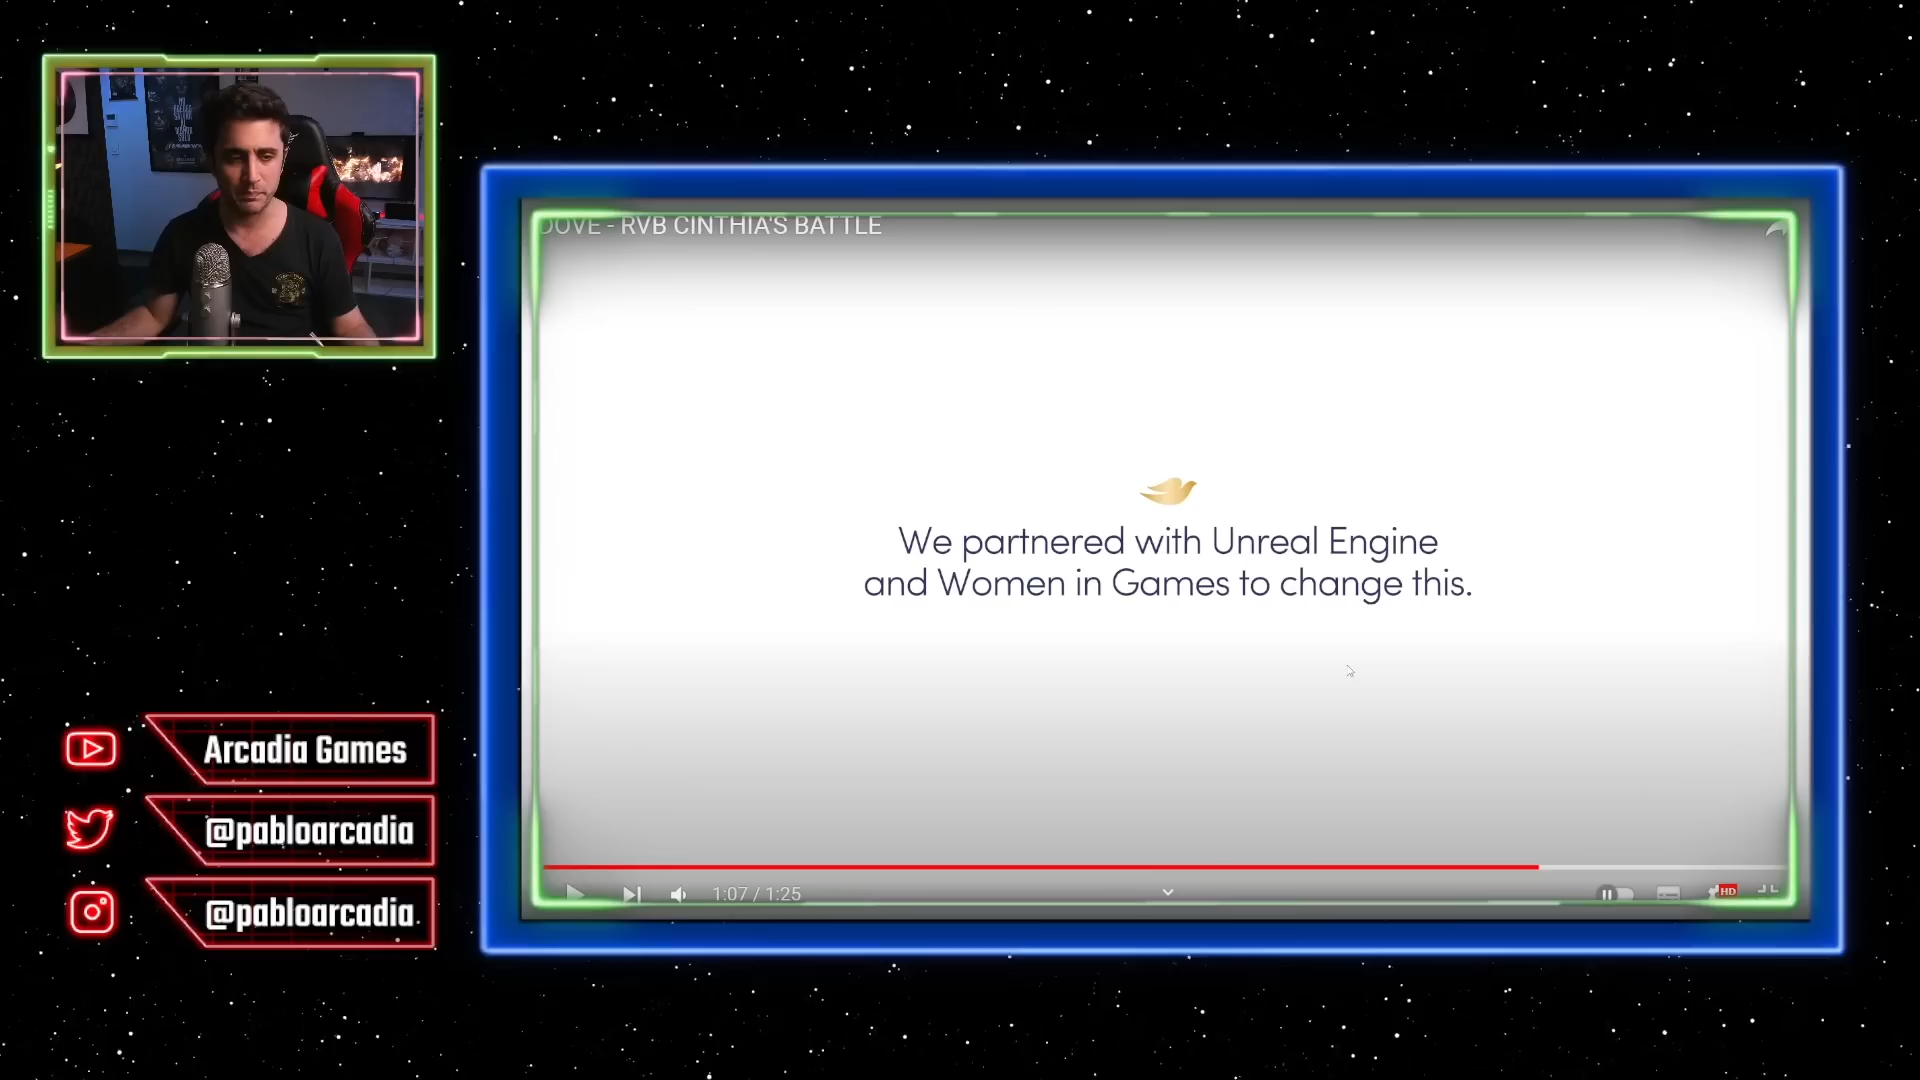 DOVE - RVB CINTHIA'S BATTLE
We partnered with Unreal Engine
and Women in Games to change this.
1:07 / 1:25
HD
Arcadia Games
@pabloarcadia
@pabloarcadia